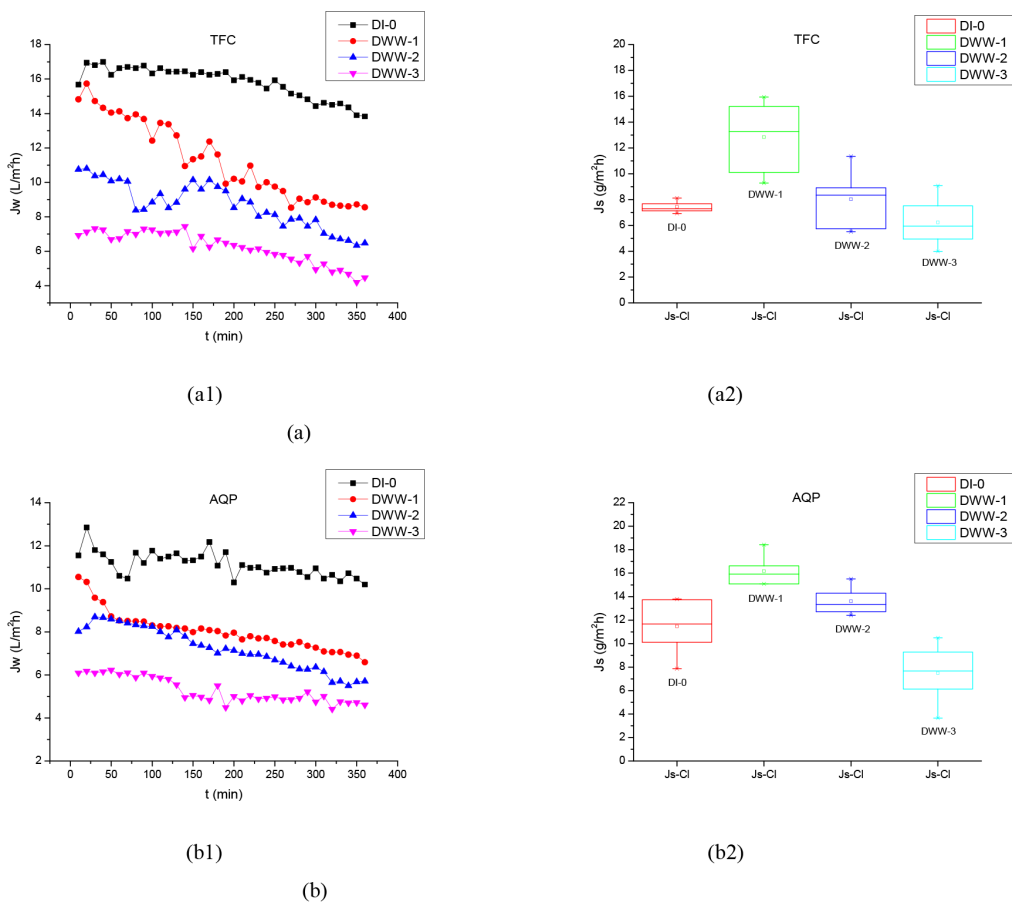 TFC
DI-0
DWW-1
DWW-2
DWW-3
Jw (L/m²h)
18
16
14
12
10
8
6
4
0 50 100 150 200 250 300 350 400
t (min)
(a1)
TFC
DI-0
DWW-1
DWW-2
DWW-3
Js (g/m²h)
20
18
16
14
12
10
8
6
4
2
0
DI-0
DWW-1
DWW-2
DWW-3
Js-Cl Js-Cl Js-Cl Js-Cl
(a2)
(a)
AQP
DI-0
DWW-1
DWW-2
DWW-3
Jw (L/m²h)
14
12
10
8
6
4
2
0 50 100 150 200 250 300 350 400
t (min)
(b1)
AQP
DI-0
DWW-1
DWW-2
DWW-3
Js (g/m²h)
22
20
18
16
14
12
10
8
6
4
2
0
DI-0
DWW-1
DWW-2
DWW-3
Js-Cl Js-Cl Js-Cl Js-Cl
(b2)
(b)